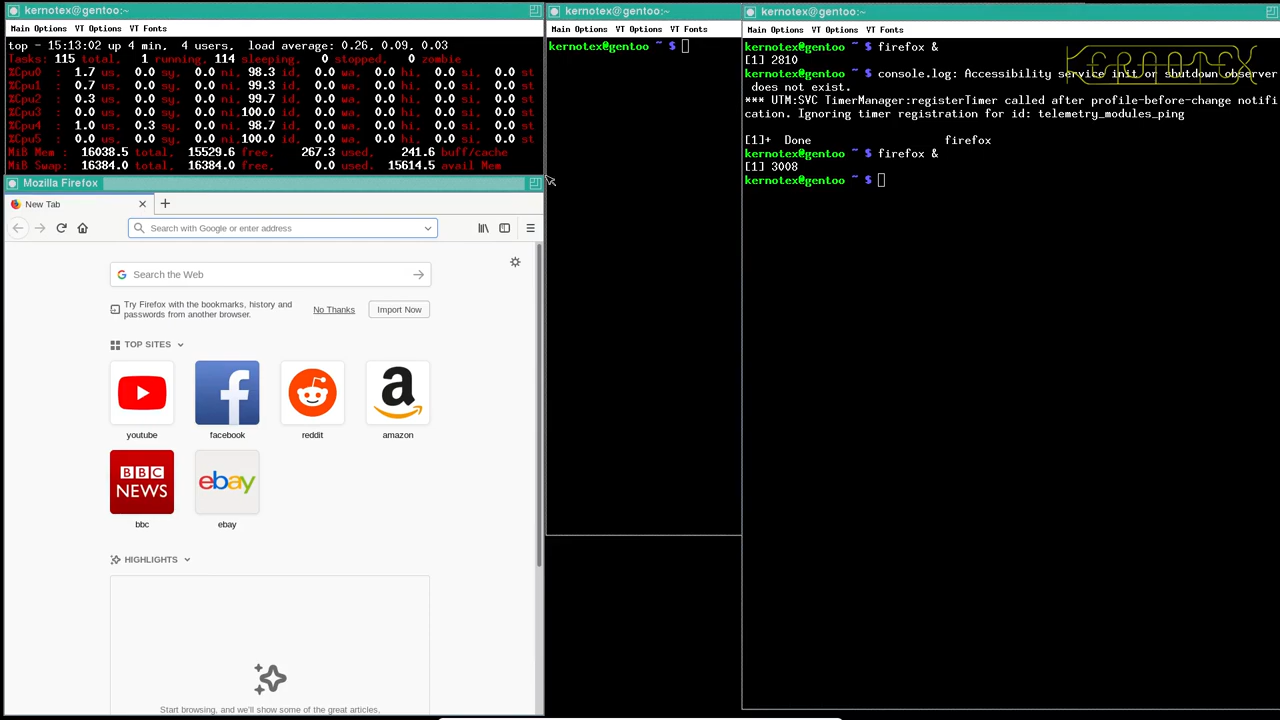 kernotex@gentoo:~
Main Options  VT Options  VT Fonts
top - 15:13:02 up 4 min,  4 users,  load average: 0.26, 0.09, 0.03
Tasks: 115 total,   1 running, 114 sleeping,   0 stopped,   0 zombie
%Cpu0  :   1.7 us,   0.0 sy,   0.0 ni,  98.3 id,   0.0 wa,   0.0 hi,   0.0 si,   0.0 st
%Cpu1  :   0.7 us,   0.0 sy,   0.0 ni,  99.3 id,   0.0 wa,   0.0 hi,   0.0 si,   0.0 st
%Cpu2  :   0.3 us,   0.0 sy,   0.0 ni,  99.7 id,   0.0 wa,   0.0 hi,   0.0 si,   0.0 st
%Cpu3  :   0.0 us,   0.0 sy,   0.0 ni, 100.0 id,   0.0 wa,   0.0 hi,   0.0 si,   0.0 st
%Cpu4  :   1.0 us,   0.3 sy,   0.0 ni,  98.7 id,   0.0 wa,   0.0 hi,   0.0 si,   0.0 st
%Cpu5  :   0.0 us,   0.0 sy,   0.0 ni, 100.0 id,   0.0 wa,   0.0 hi,   0.0 si,   0.0 st
MiB Mem :  16038.5 total,  15529.6 free,    267.3 used,    241.6 buff/cache
MiB Swap:  16384.0 total,  16384.0 free,      0.0 used.  15614.5 avail Mem
Mozilla Firefox
New Tab
Search with Google or enter address
Search the Web
Try Firefox with the bookmarks, history and
passwords from another browser.
No Thanks
Import Now
TOP SITES
youtube
facebook
reddit
amazon
BBC
NEWS
ebay
bbc
ebay
HIGHLIGHTS
Start browsing, and we'll show some of the great articles,
kernotex@gentoo:~
Main Options  VT Options  VT Fonts
kernotex@gentoo ~ $
kernotex@gentoo:~
Main Options  VT Options  VT Fonts
KERNOTEX
kernotex@gentoo ~ $ firefox &
[1] 2810
kernotex@gentoo ~ $ console.log: Accessibility service init or shutdown observer
does not exist.
*** UTM:SVC TimerManager:registerTimer called after profile-before-change notifi
cation. Ignoring timer registration for id: telemetry_modules_ping
[1]+  Done                    firefox
kernotex@gentoo ~ $ firefox &
[1] 3008
kernotex@gentoo ~ $